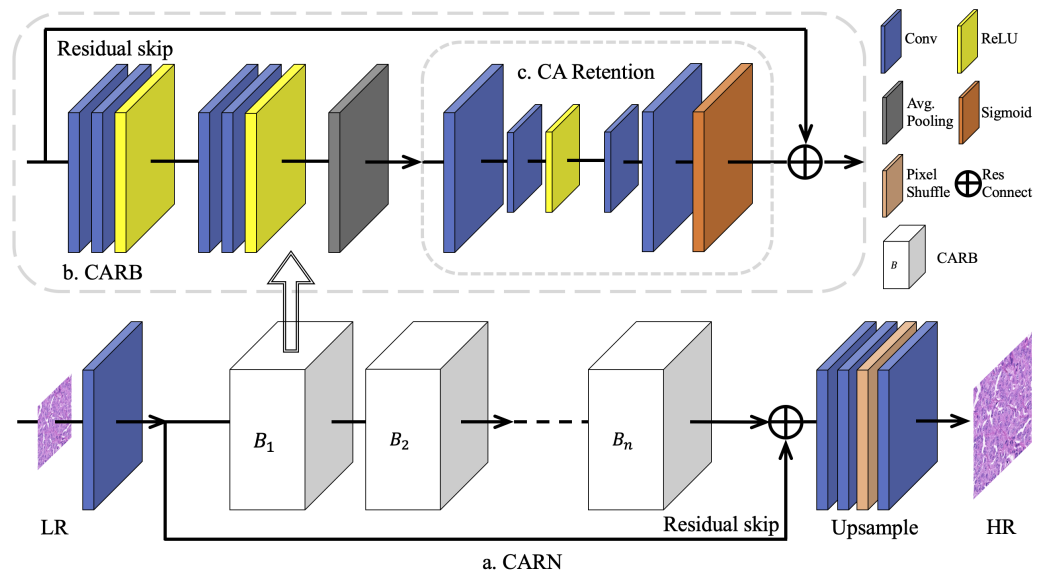 Residual skip
c. CA Retention
b. CARB
Conv
ReLU
Avg.
Pooling
Sigmoid
Pixel
Shuffle
Res
Connect
B
CARB
B1
B2
Bn
LR
Residual skip
Upsample
HR
a. CARN